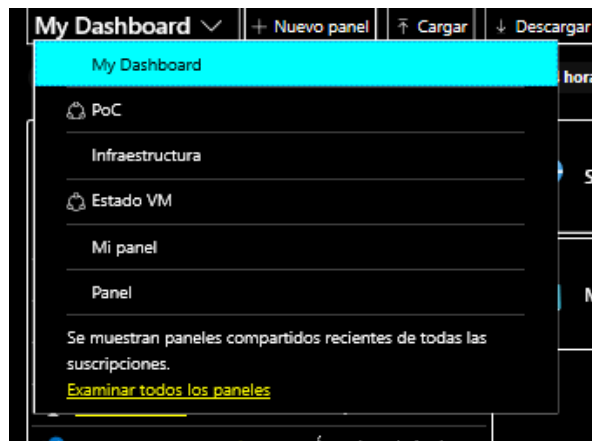 My Dashboard
+ Nuevo panel
Cargar
Descargar
hora
My Dashboard
PoC
Infraestructura
Estado VM
Mi panel
Panel
Se muestran paneles compartidos recientes de todas las
suscripciones.
Examinar todos los paneles